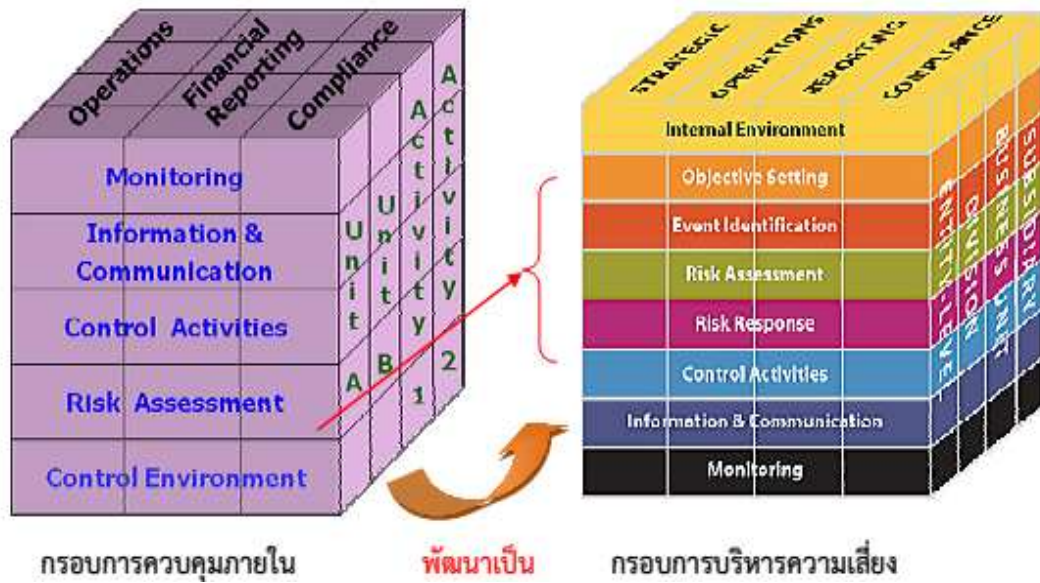 Operations
Financial
Reporting
Compliance
Monitoring
Information &
Communication
Control Activities
Risk Assessment
Control Environment
Unit A
Unit B
Activity 1
Activity 2
STRATEGIC
OPERATIONS
REPORTING
COMPLIANCE
Internal Environment
Objective Setting
Event Identification
Risk Assessment
Risk Response
Control Activities
Information & Communication
Monitoring
ENTITY-LEVEL
DIVISION
BUSINESS UNIT
SUBSIDIARY
กรอบการควบคุมภายใน
พัฒนาเป็น
กรอบการบริหารความเสี่ยง